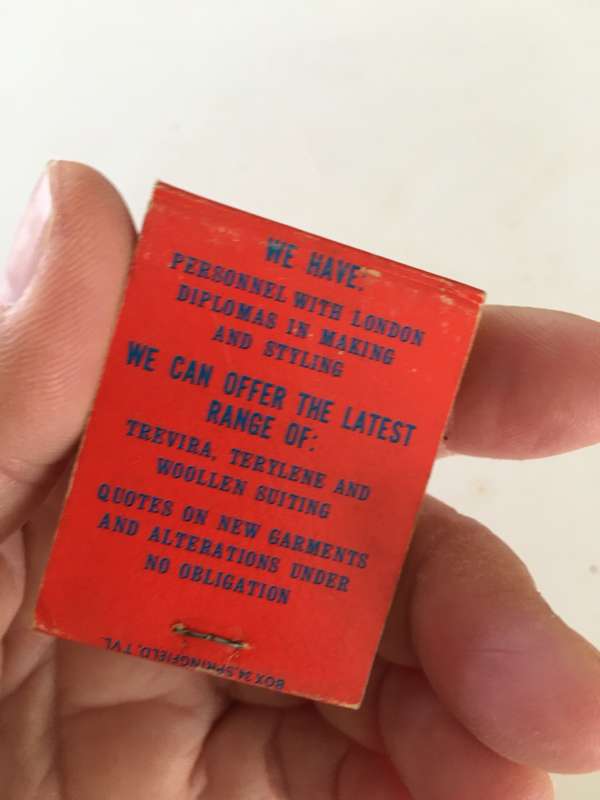 WE HAVE:
PERSONNEL WITH LONDON
DIPLOMAS IN MAKING
AND STYLING
WE CAN OFFER THE LATEST
RANGE OF:
TREVIRA, TERYLENE AND
WOOLLEN SUITING
QUOTES ON NEW GARMENTS
AND ALTERATIONS UNDER
NO OBLIGATION
BOX 34, SPRINGFIELD, TVL.